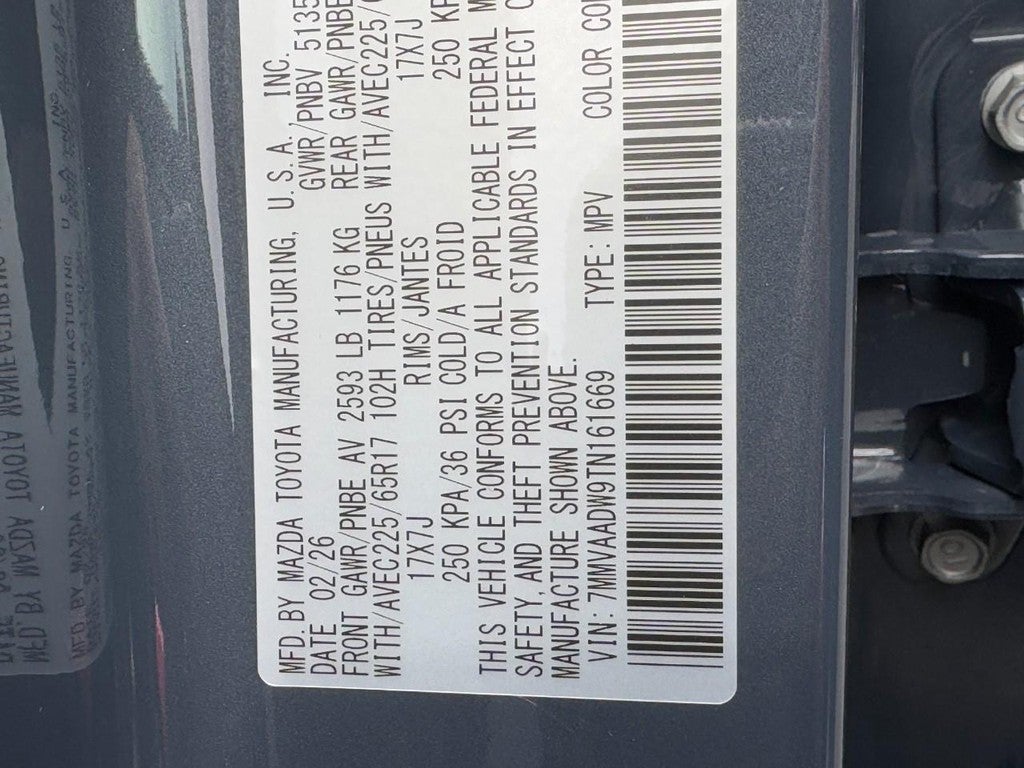 MFD. BY MAZDA TOYOTA MANUFACTURING, U.S.A., INC.
DATE 02/26 GVWR/PNBV 5135
FRONT GAWR/PNBE AV 2593 LB 1176 KG REAR GAWR/PNBE
WITH/AVEC225/65R17 102H TIRES/PNEUS WITH/AVEC225/
17X7J RIMS/JANTES 17X7J
250 KPA/36 PSI COLD/A FROID 250 KP
THIS VEHICLE CONFORMS TO ALL APPLICABLE FEDERAL M
SAFETY, AND THEFT PREVENTION STANDARDS IN EFFECT O
MANUFACTURE SHOWN ABOVE.
VIN: 7MMVAADW9TN161669 TYPE: MPV COLOR COD